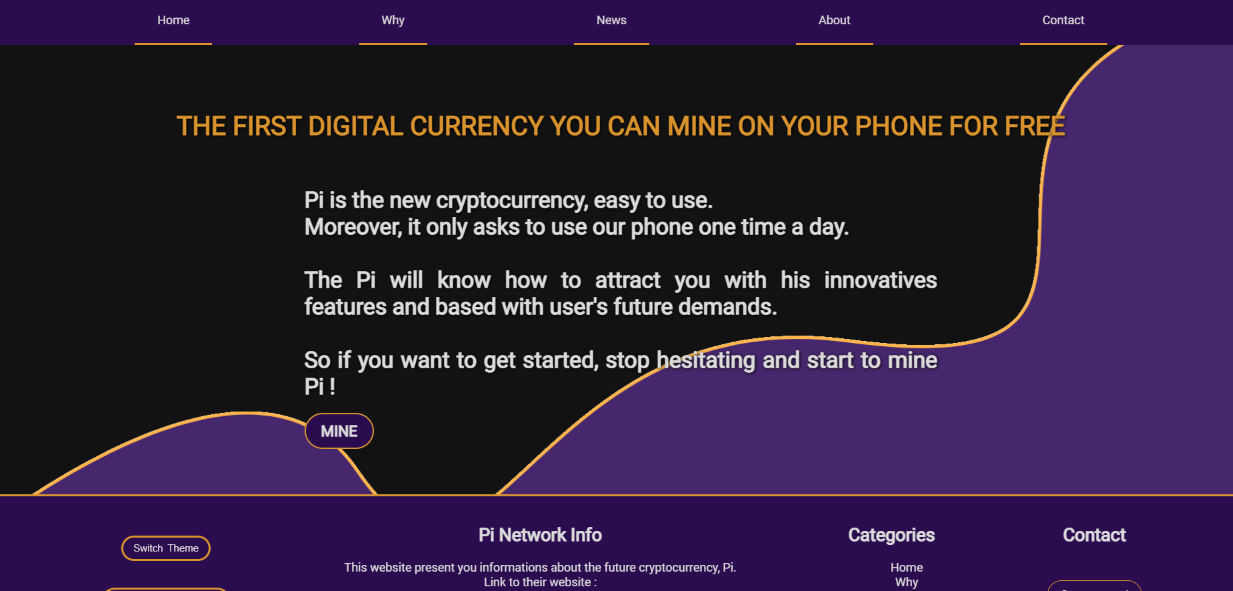 Home
Why
News
About
Contact
THE FIRST DIGITAL CURRENCY YOU CAN MINE ON YOUR PHONE FOR FREE
Pi is the new cryptocurrency, easy to use.
Moreover, it only asks to use our phone one time a day.
The Pi will know how to attract you with his innovatives
features and based with user's future demands.
So if you want to get started, stop hesitating and start to mine
Pi !
MINE
Switch Theme
Pi Network Info
This website present you informations about the future cryptocurrency, Pi.
Link to their website :
Categories
Home
Why
Contact